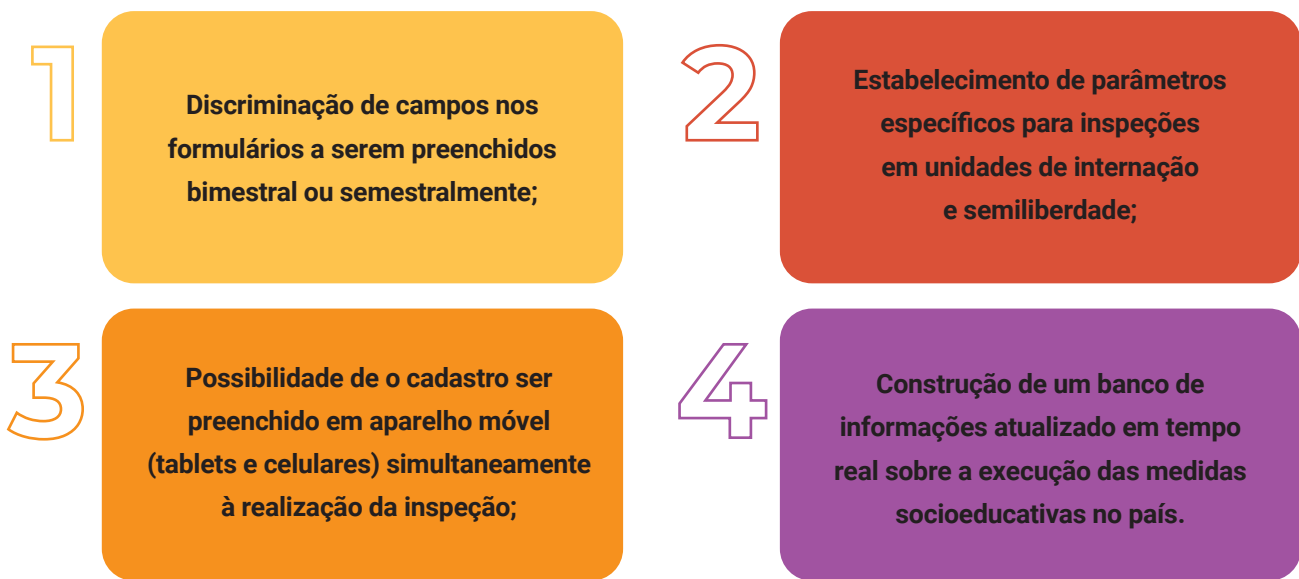 1
Discriminação de campos nos
formulários a serem preenchidos
bimestral ou semestralmente;
2
Estabelecimento de parâmetros
específicos para inspeções
em unidades de internação
e semiliberdade;
3
Possibilidade de o cadastro ser
preenchido em aparelho móvel
(tablets e celulares) simultaneamente
à realização da inspeção;
4
Construção de um banco de
informações atualizado em tempo
real sobre a execução das medidas
socioeducativas no país.